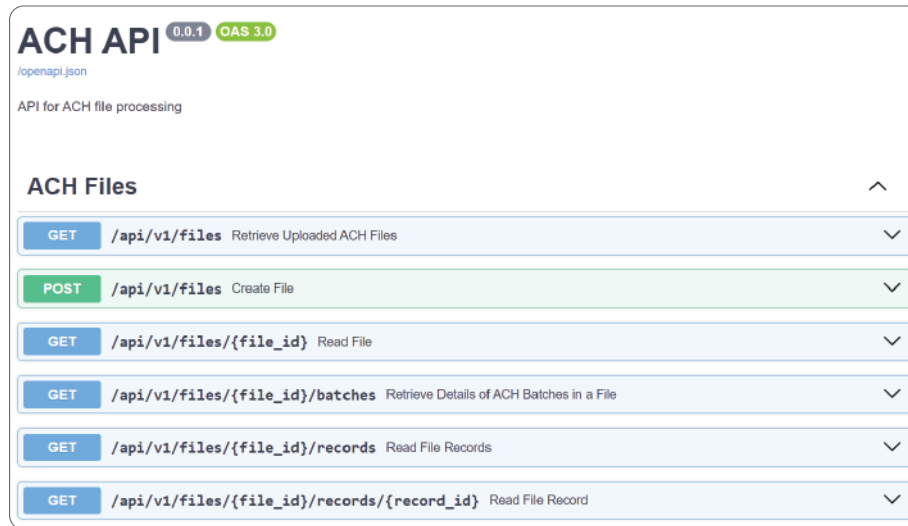 ACH API 0.0.1 OAS 3.0
/openapi.json
API for ACH file processing
ACH Files
GET /api/v1/files Retrieve Uploaded ACH Files
POST /api/v1/files Create File
GET /api/v1/files/{file_id} Read File
GET /api/v1/files/{file_id}/batches Retrieve Details of ACH Batches in a File
GET /api/v1/files/{file_id}/records Read File Records
GET /api/v1/files/{file_id}/records/{record_id} Read File Record